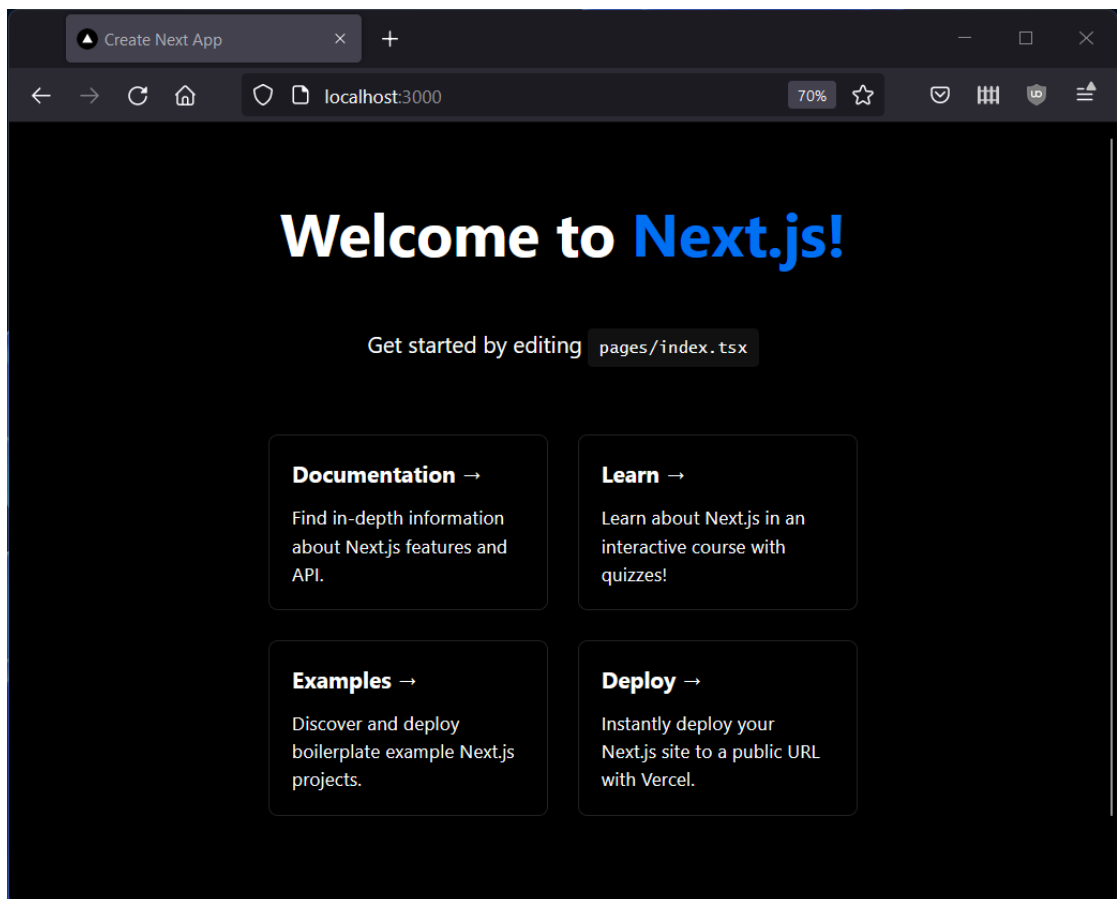 Create Next App
localhost:3000
70%
Welcome to Next.js!
Get started by editing pages/index.tsx
Documentation →
Find in-depth information
about Next.js features and
API.
Learn →
Learn about Next.js in an
interactive course with
quizzes!
Examples →
Discover and deploy
boilerplate example Next.js
projects.
Deploy →
Instantly deploy your
Next.js site to a public URL
with Vercel.